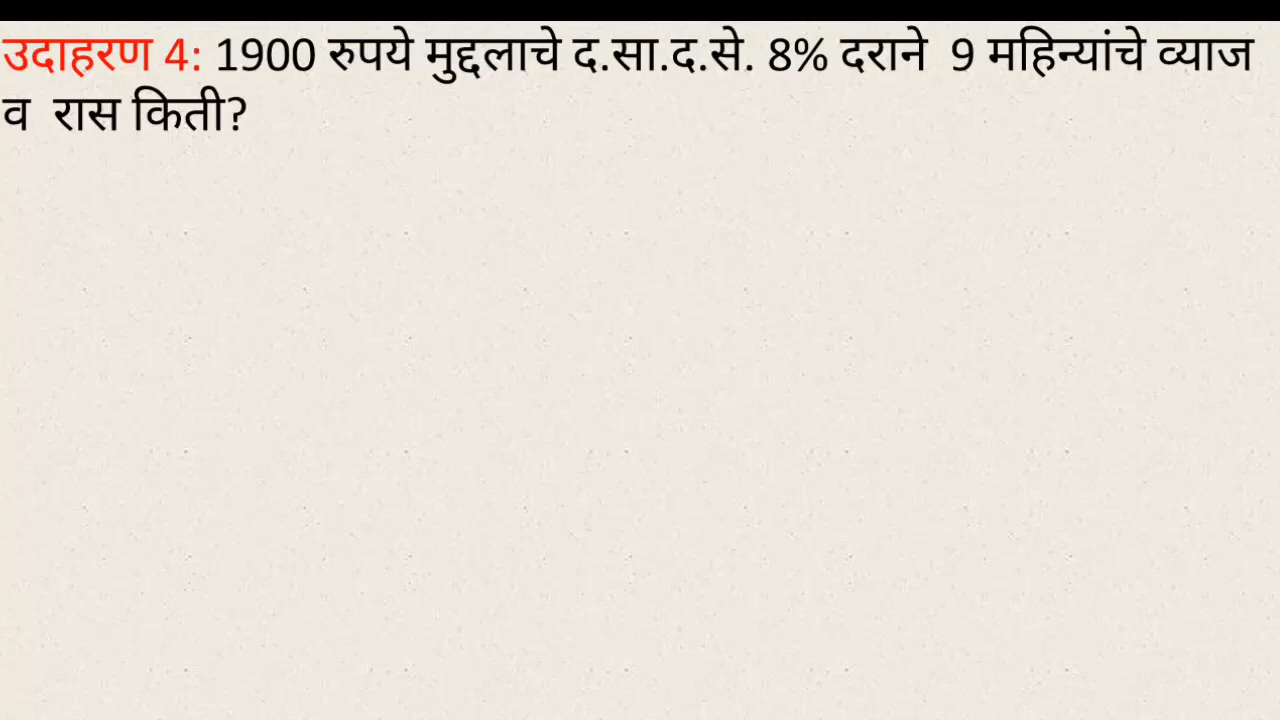 उदाहरण 4: 1900 रुपये मुद्दलाचे द.सा.द.से. 8% दराने 9 महिन्यांचे व्याज
व रास किती?